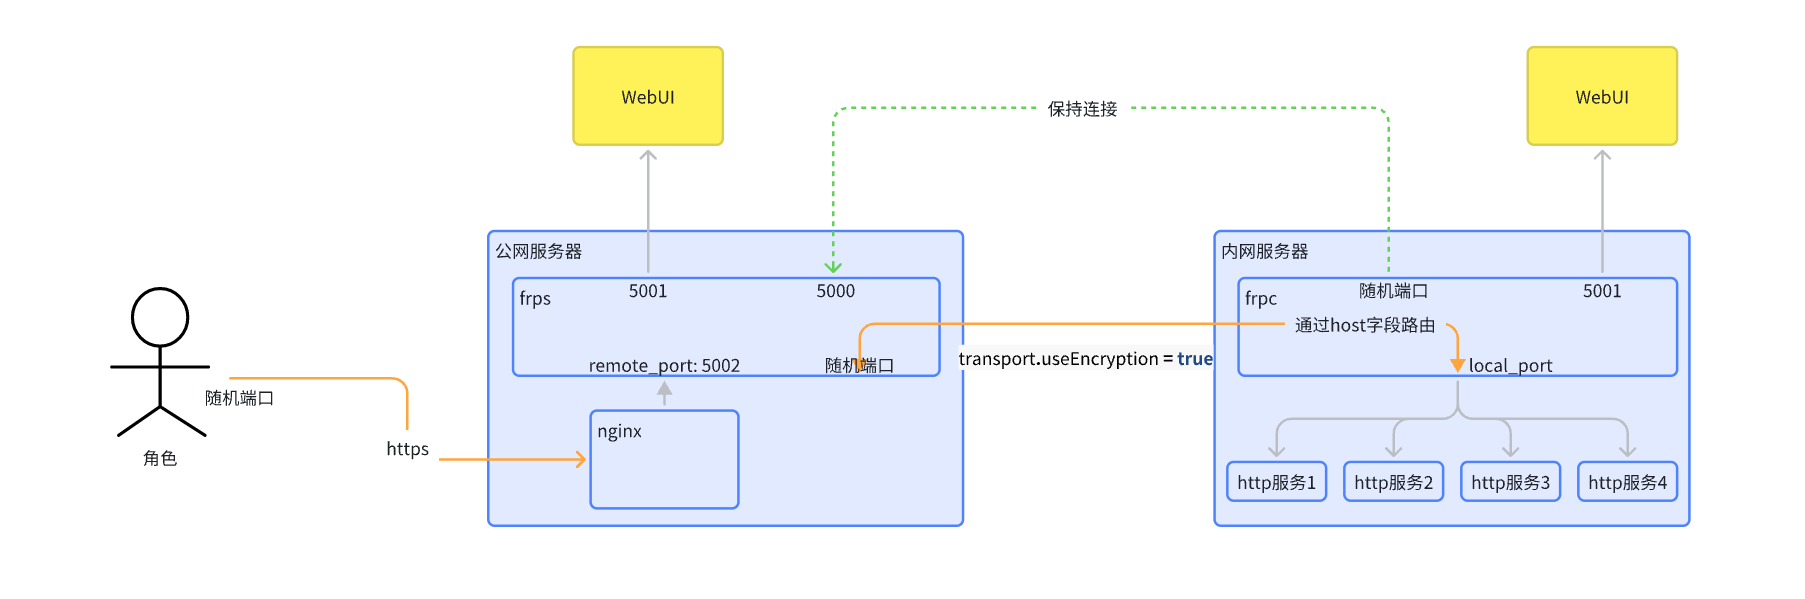 WebUI
WebUI
保持连接
公网服务器
内网服务器
frps
5001
5000
frpc
随机端口
5001
通过host字段路由
remote_port: 5002
随机端口
transport.useEncryption = true
local_port
随机端口
https
角色
nginx
http服务1
http服务2
http服务3
http服务4